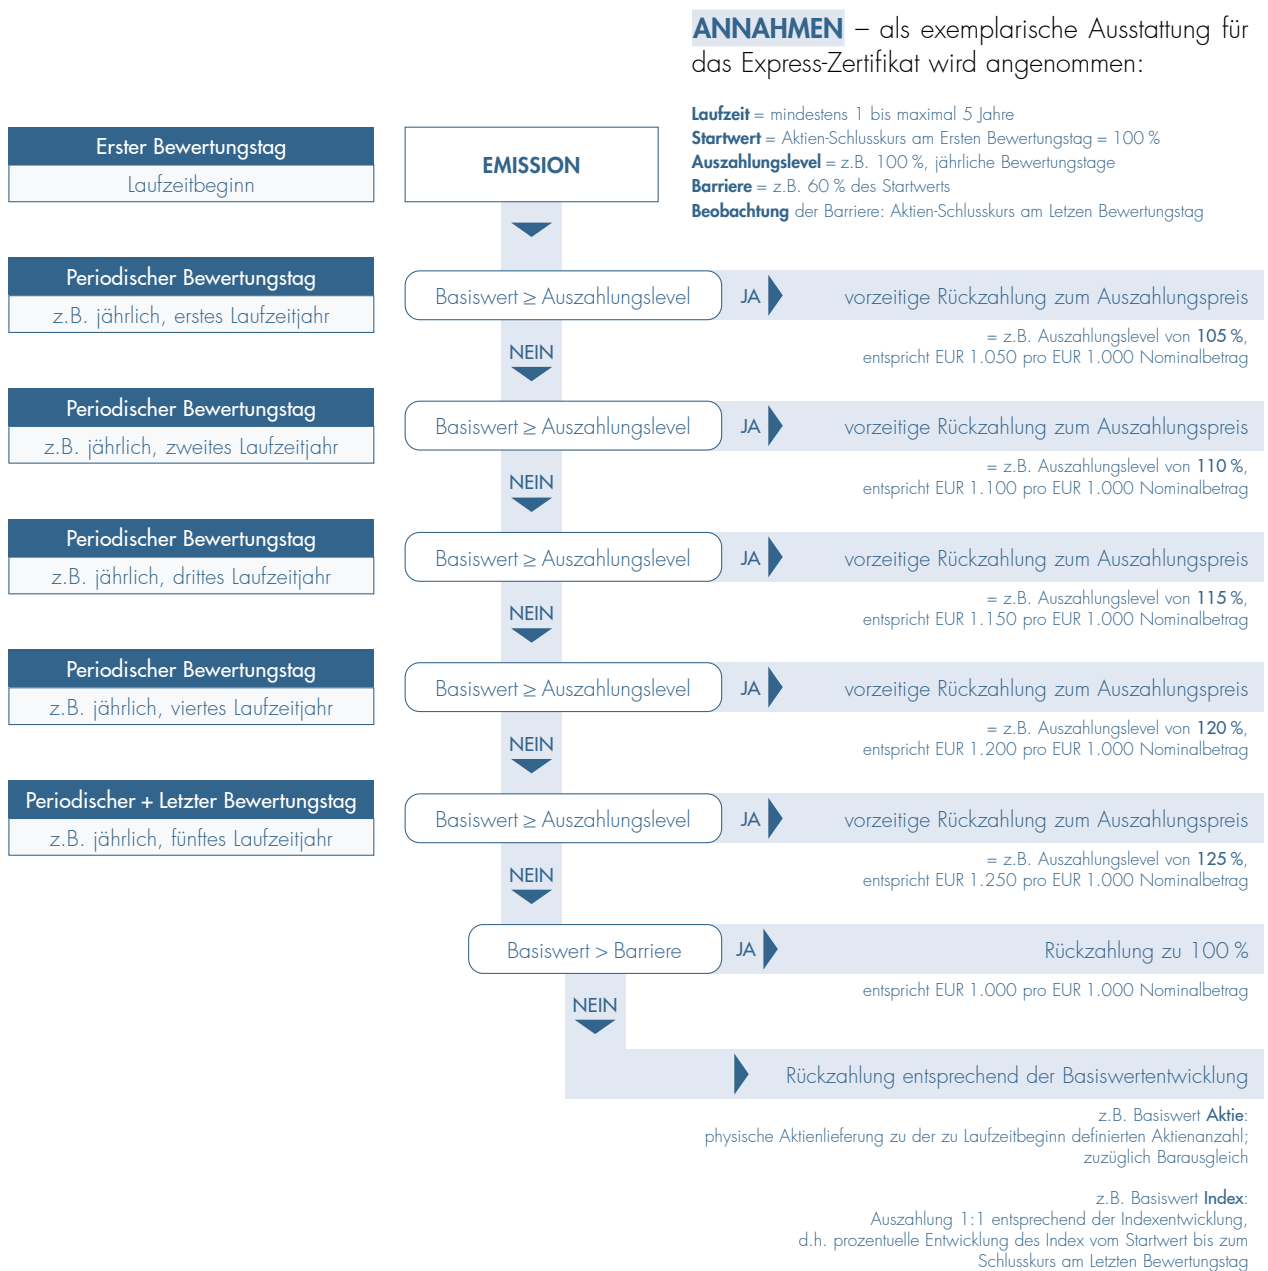 ANNAHMEN – als exemplarische Ausstattung für
das Express-Zertifikat wird angenommen:
Laufzeit = mindestens 1 bis maximal 5 Jahre
Startwert = Aktien-Schlusskurs am Ersten Bewertungstag = 100 %
Auszahlungslevel = z.B. 100 %, jährliche Bewertungstage
Barriere = z.B. 60 % des Startwerts
Beobachtung der Barriere: Aktien-Schlusskurs am Letzen Bewertungstag
Erster Bewertungstag
Laufzeitbeginn
EMISSION
Periodischer Bewertungstag
z.B. jährlich, erstes Laufzeitjahr
Basiswert ≥ Auszahlungslevel
JA
vorzeitige Rückzahlung zum Auszahlungspreis
= z.B. Auszahlungslevel von 105 %,
entspricht EUR 1.050 pro EUR 1.000 Nominalbetrag
NEIN
Periodischer Bewertungstag
z.B. jährlich, zweites Laufzeitjahr
Basiswert ≥ Auszahlungslevel
JA
vorzeitige Rückzahlung zum Auszahlungspreis
= z.B. Auszahlungslevel von 110 %,
entspricht EUR 1.100 pro EUR 1.000 Nominalbetrag
NEIN
Periodischer Bewertungstag
z.B. jährlich, drittes Laufzeitjahr
Basiswert ≥ Auszahlungslevel
JA
vorzeitige Rückzahlung zum Auszahlungspreis
= z.B. Auszahlungslevel von 115 %,
entspricht EUR 1.150 pro EUR 1.000 Nominalbetrag
NEIN
Periodischer Bewertungstag
z.B. jährlich, viertes Laufzeitjahr
Basiswert ≥ Auszahlungslevel
JA
vorzeitige Rückzahlung zum Auszahlungspreis
= z.B. Auszahlungslevel von 120 %,
entspricht EUR 1.200 pro EUR 1.000 Nominalbetrag
NEIN
Periodischer + Letzter Bewertungstag
z.B. jährlich, fünftes Laufzeitjahr
Basiswert ≥ Auszahlungslevel
JA
vorzeitige Rückzahlung zum Auszahlungspreis
= z.B. Auszahlungslevel von 125 %,
entspricht EUR 1.250 pro EUR 1.000 Nominalbetrag
NEIN
Basiswert > Barriere
JA
Rückzahlung zu 100 %
entspricht EUR 1.000 pro EUR 1.000 Nominalbetrag
NEIN
Rückzahlung entsprechend der Basiswertentwicklung
z.B. Basiswert Aktie:
physische Aktienlieferung zu der zu Laufzeitbeginn definierten Aktienanzahl;
zuzüglich Barausgleich
z.B. Basiswert Index:
Auszahlung 1:1 entsprechend der Indexentwicklung,
d.h. prozentuelle Entwicklung des Index vom Startwert bis zum
Schlusskurs am Letzten Bewertungstag